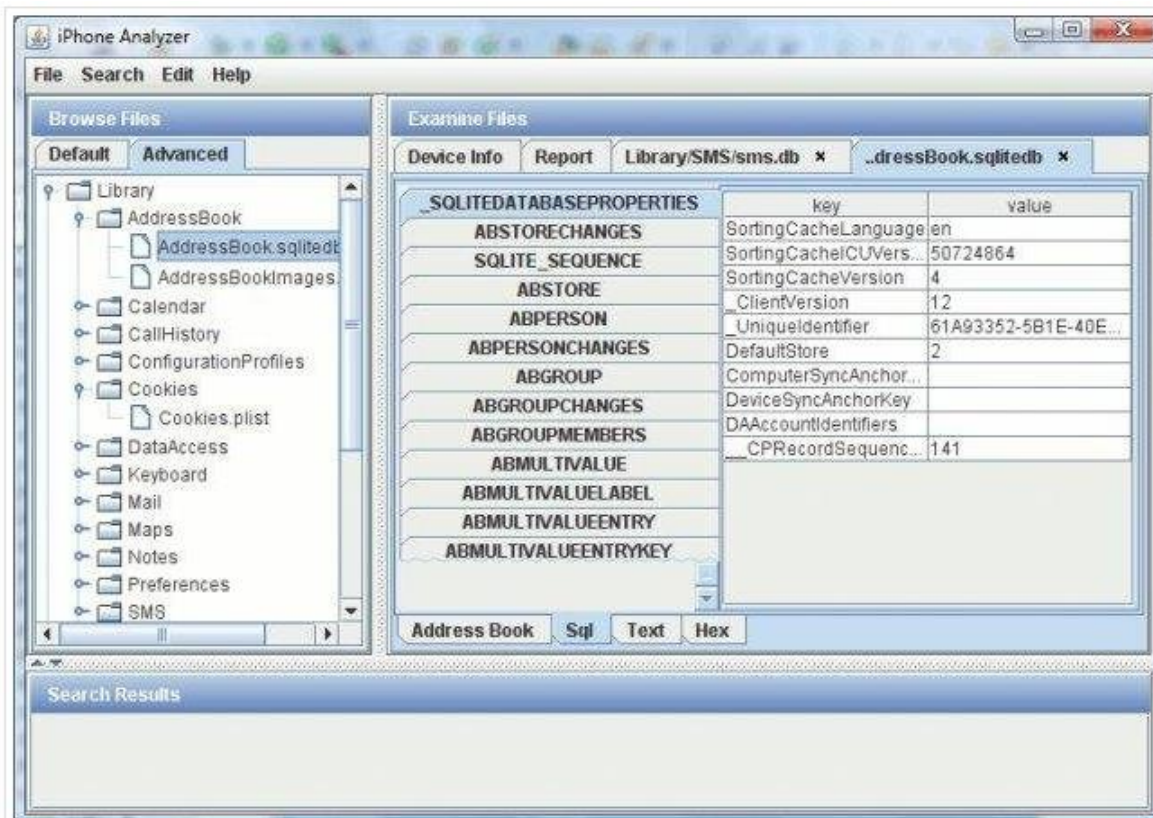 iPhone Analyzer
File Search Edit Help
Browse Files
Default Advanced
Library
AddressBook
AddressBook.sqlitedb
AddressBookImages.
Calendar
CallHistory
ConfigurationProfiles
Cookies
Cookies.plist
DataAccess
Keyboard
Mail
Maps
Notes
Preferences
SMS
Examine Files
Device Info Report Library/SMS/sms.db ..dressBook.sqlitedb
_SQLITEDATABASEPROPERTIES
ABSTORECHANGES
SQLITE_SEQUENCE
ABSTORE
ABPERSON
ABPERSONCHANGES
ABGROUP
ABGROUPCHANGES
ABGROUPMEMBERS
ABMULTIVALUE
ABMULTIVALUELABEL
ABMULTIVALUEENTRY
ABMULTIVALUEENTRYKEY
key value
SortingCacheLanguage en
SortingCacheICUVers... 50724864
SortingCacheVersion 4
_ClientVersion 12
_UniqueIdentifier 61A93352-5B1E-40E...
DefaultStore 2
ComputerSyncAnchor...
DeviceSyncAnchorKey
DAAccountIdentifiers
__CPRecordSequenc... 141
Address Book Sql Text Hex
Search Results